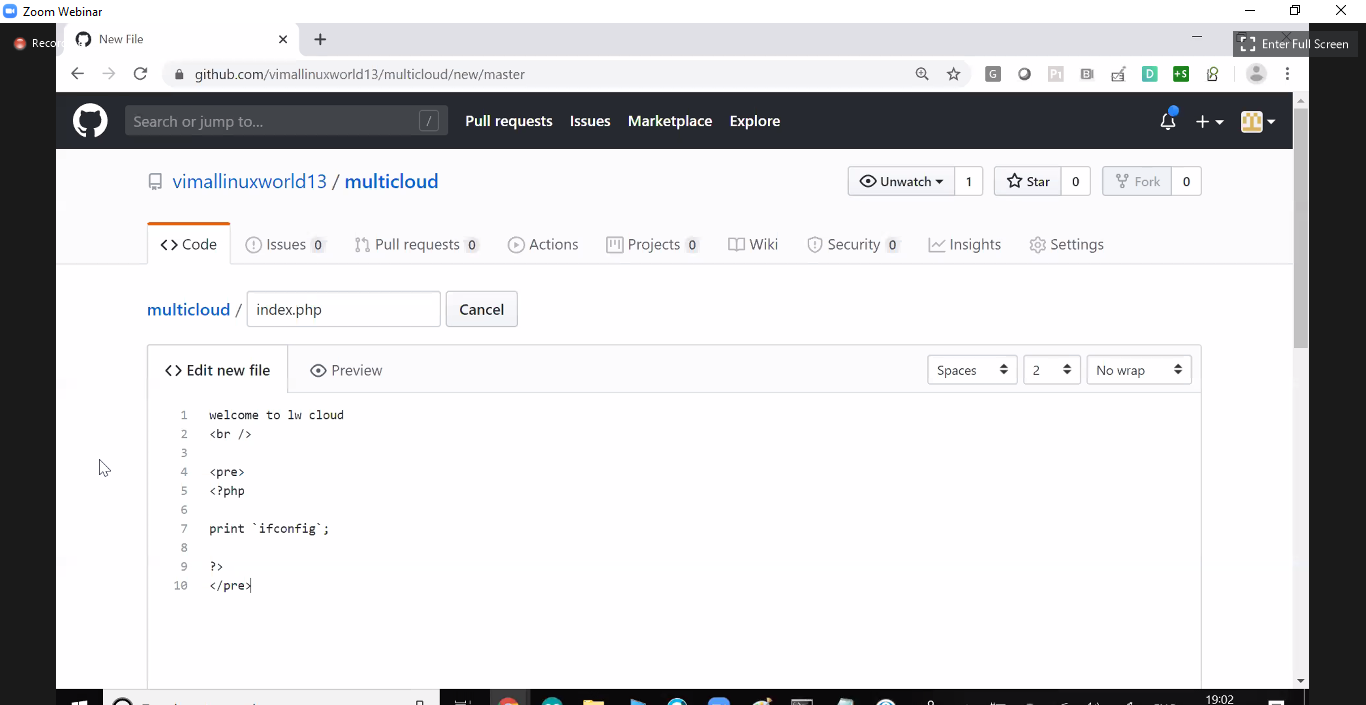 Zoom Webinar
New File
Enter Full Screen
github.com/vimallinuxworld13/multicloud/new/master
Search or jump to... /
Pull requests Issues Marketplace Explore
vimallinuxworld13 / multicloud
Unwatch 1 Star 0 Fork 0
Code Issues 0 Pull requests 0 Actions Projects 0 Wiki Security 0 Insights Settings
multicloud / index.php Cancel
Edit new file Preview Spaces 2 No wrap
1 welcome to lw cloud
2 <br />
3
4 <pre>
5 <?php
6
7 print `ifconfig`;
8
9 ?>
10 </pre>
19:02